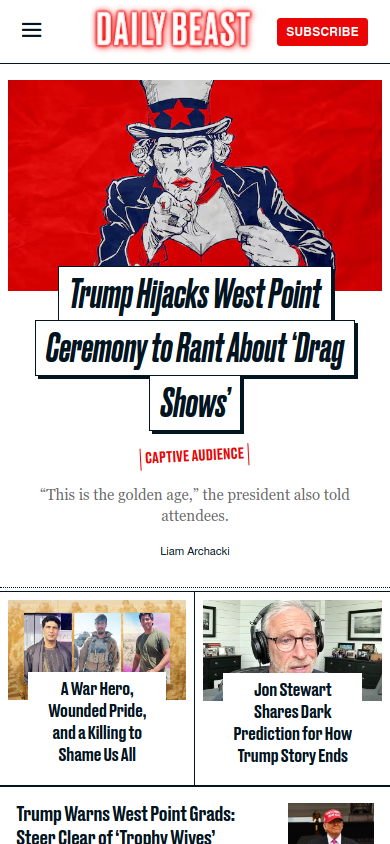 DAILY BEAST
SUBSCRIBE
Trump Hijacks West Point
Ceremony to Rant About ‘Drag
Shows’
CAPTIVE AUDIENCE
“This is the golden age,” the president also told
attendees.
Liam Archacki
A War Hero,
Wounded Pride,
and a Killing to
Shame Us All
Jon Stewart
Shares Dark
Prediction for How
Trump Story Ends
Trump Warns West Point Grads:
Steer Clear of ‘Trophy Wives’